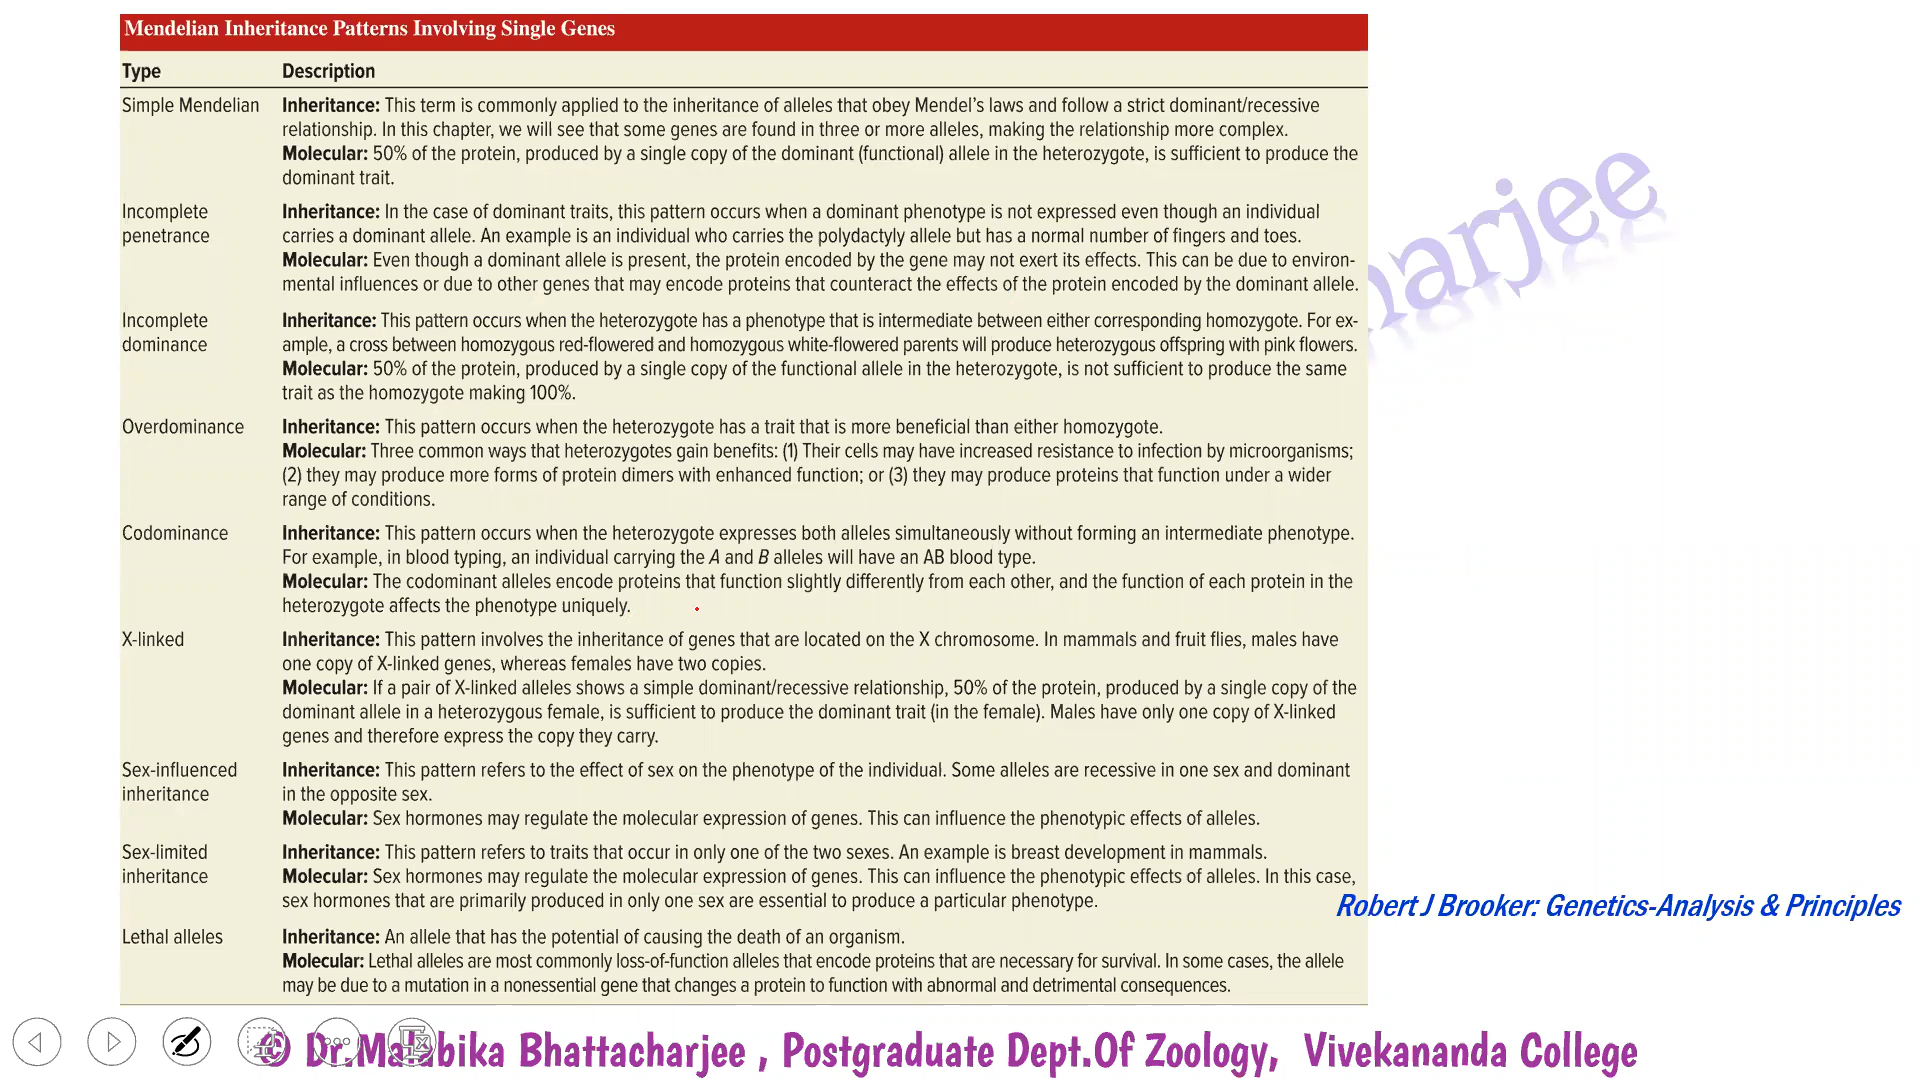 Mendelian Inheritance Patterns Involving Single Genes
Type Description
Simple Mendelian Inheritance: This term is commonly applied to the inheritance of alleles that obey Mendel's laws and follow a strict dominant/recessive
relationship. In this chapter, we will see that some genes are found in three or more alleles, making the relationship more complex.
Molecular: 50% of the protein, produced by a single copy of the dominant (functional) allele in the heterozygote, is sufficient to produce the
dominant trait.
Incomplete Inheritance: In the case of dominant traits, this pattern occurs when a dominant phenotype is not expressed even though an individual
penetrance carries a dominant allele. An example is an individual who carries the polydactyly allele but has a normal number of fingers and toes.
Molecular: Even though a dominant allele is present, the protein encoded by the gene may not exert its effects. This can be due to environ-
mental influences or due to other genes that may encode proteins that counteract the effects of the protein encoded by the dominant allele.
Incomplete Inheritance: This pattern occurs when the heterozygote has a phenotype that is intermediate between either corresponding homozygote. For ex-
dominance ample, a cross between homozygous red-flowered and homozygous white-flowered parents will produce heterozygous offspring with pink flowers.
Molecular: 50% of the protein, produced by a single copy of the functional allele in the heterozygote, is not sufficient to produce the same
trait as the homozygote making 100%.
Overdominance Inheritance: This pattern occurs when the heterozygote has a trait that is more beneficial than either homozygote.
Molecular: Three common ways that heterozygotes gain benefits: (1) Their cells may have increased resistance to infection by microorganisms;
(2) they may produce more forms of protein dimers with enhanced function; or (3) they may produce proteins that function under a wider
range of conditions.
Codominance Inheritance: This pattern occurs when the heterozygote expresses both alleles simultaneously without forming an intermediate phenotype.
For example, in blood typing, an individual carrying the A and B alleles will have an AB blood type.
Molecular: The codominant alleles encode proteins that function slightly differently from each other, and the function of each protein in the
heterozygote affects the phenotype uniquely.
X-linked Inheritance: This pattern involves the inheritance of genes that are located on the X chromosome. In mammals and fruit flies, males have
one copy of X-linked genes, whereas females have two copies.
Molecular: If a pair of X-linked alleles shows a simple dominant/recessive relationship, 50% of the protein, produced by a single copy of the
dominant allele in a heterozygous female, is sufficient to produce the dominant trait (in the female). Males have only one copy of X-linked
genes and therefore express the copy they carry.
Sex-influenced Inheritance: This pattern refers to the effect of sex on the phenotype of the individual. Some alleles are recessive in one sex and dominant
inheritance in the opposite sex.
Molecular: Sex hormones may regulate the molecular expression of genes. This can influence the phenotypic effects of alleles.
Sex-limited Inheritance: This pattern refers to traits that occur in only one of the two sexes. An example is breast development in mammals.
inheritance Molecular: Sex hormones may regulate the molecular expression of genes. This can influence the phenotypic effects of alleles. In this case,
sex hormones that are primarily produced in only one sex are essential to produce a particular phenotype.
Lethal alleles Inheritance: An allele that has the potential of causing the death of an organism.
Molecular: Lethal alleles are most commonly loss-of-function alleles that encode proteins that are necessary for survival. In some cases, the allele
may be due to a mutation in a nonessential gene that changes a protein to function with abnormal and detrimental consequences.
harjee
Robert J Brooker: Genetics-Analysis & Principles
© Dr.Malabika Bhattacharjee , Postgraduate Dept.Of Zoology, Vivekananda College